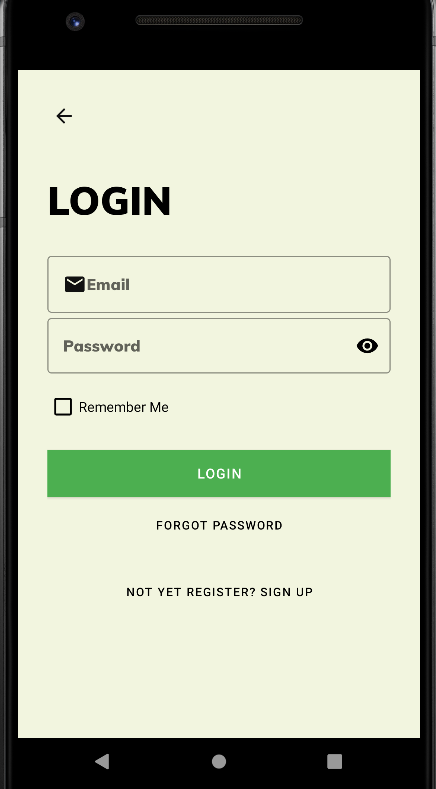 LOGIN
Email
Password
Remember Me
LOGIN
FORGOT PASSWORD
NOT YET REGISTER? SIGN UP